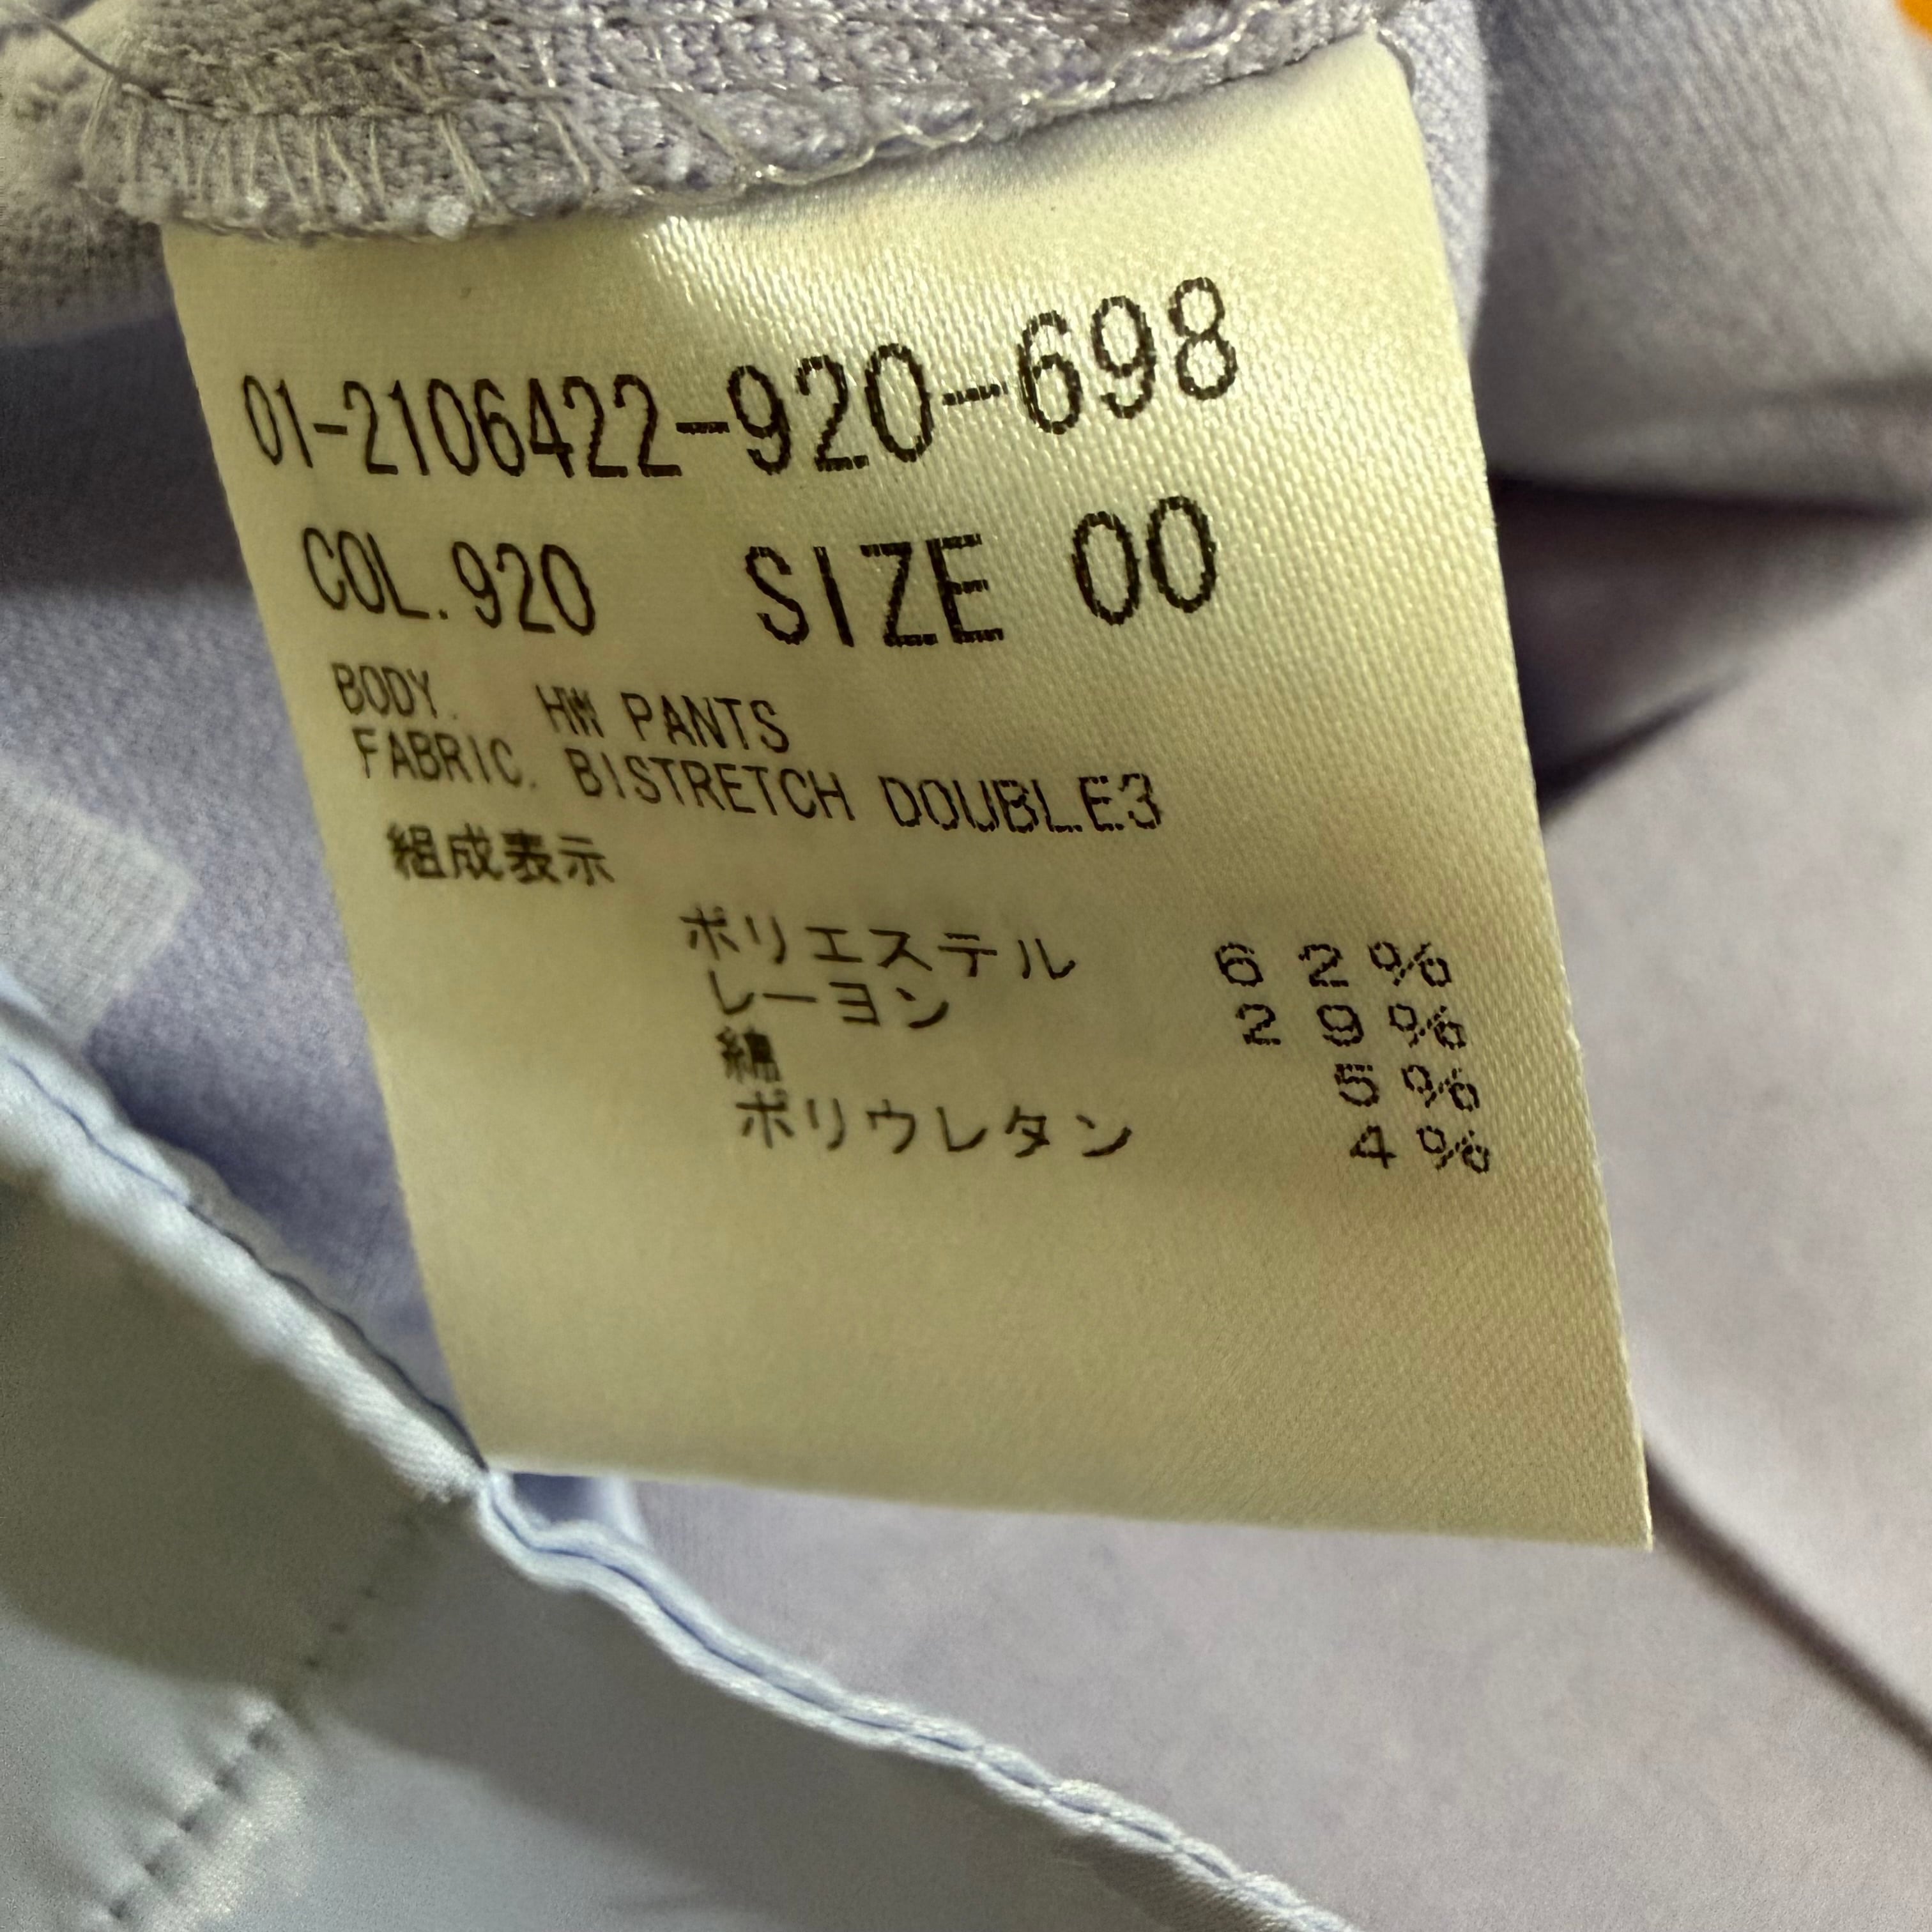 01-2106422-920-698
COL.920 SIZE 00
BODY. HW PANTS
FABRIC. BISTRETCH DOUBLE3
組成表示
ポリエステル 62%
レーヨン 29%
綿 5%
ポリウレタン 4%